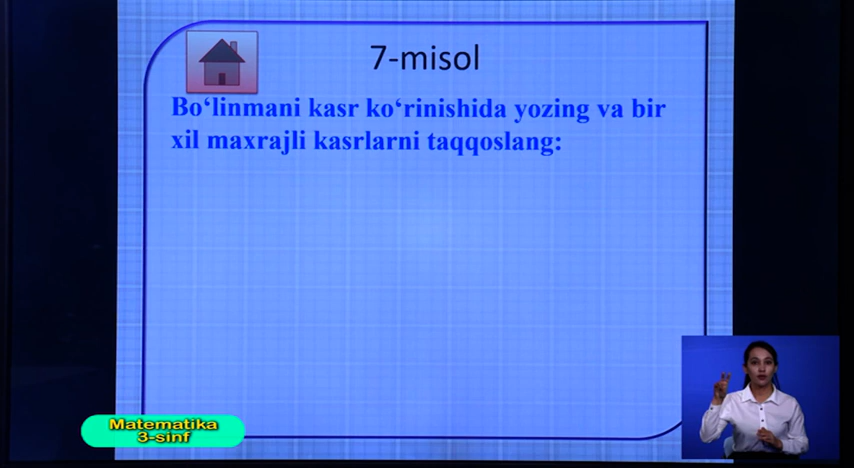 7-misol
Bo‘linmani kasr ko‘rinishida yozing va bir
xil maxrajli kasrlarni taqqoslang:
Matematika
3-sinf